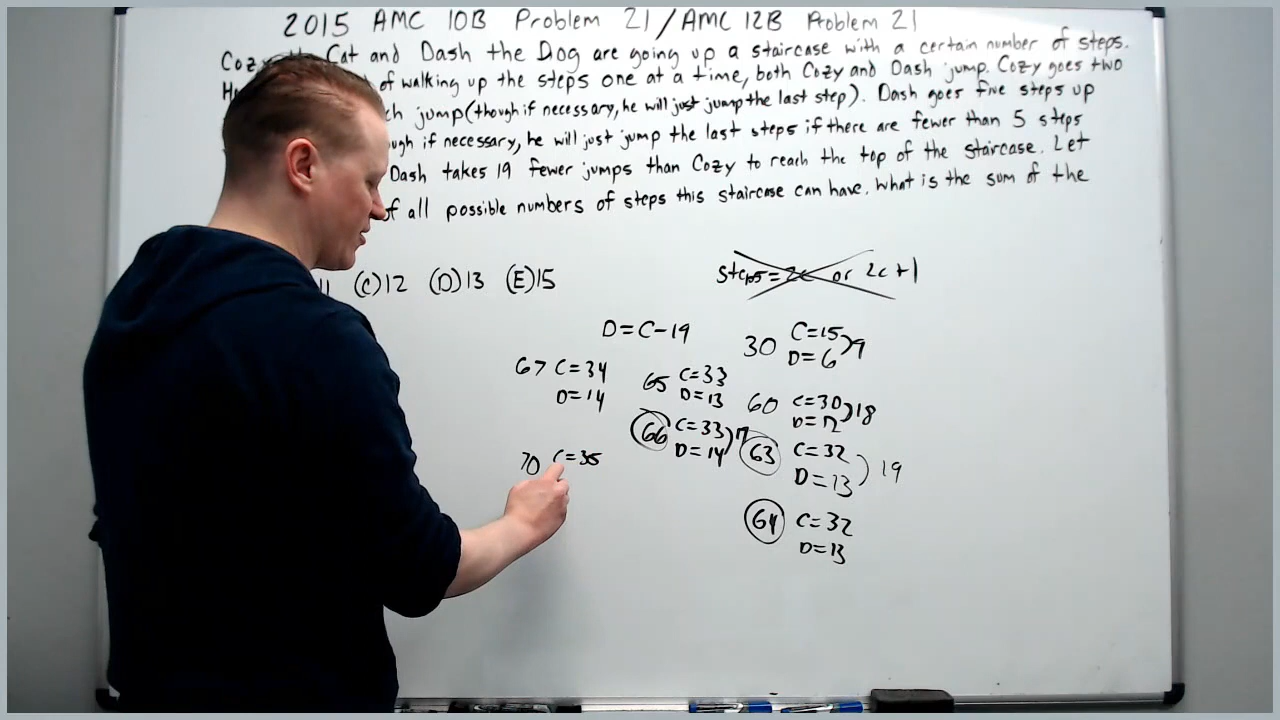 2015 AMC 10B Problem 21/AMC 12B Problem 21
Cozy the Cat and Dash the Dog are going up a staircase with a certain number of steps.
of walking up the steps one at a time, both Cozy and Dash jump. Cozy goes two
jump (though if necessary, he will just jump the last step). Dash goes five steps up
if necessary, he will just jump the last steps if there are fewer than 5 steps
Dash takes 19 fewer jumps than Cozy to reach the top of the staircase. Let
of all possible numbers of steps this staircase can have. What is the sum of the
11 (C)12 (D)13 (E)15
steps=2c or 2c+1
D=C-19
30 C=15
D=6 9
67 C=34
D=14
65 C=33
D=13
60 C=30
D=12 18
66 C=33
D=14
63 C=32
D=13 19
70 C=35
64 C=32
D=13